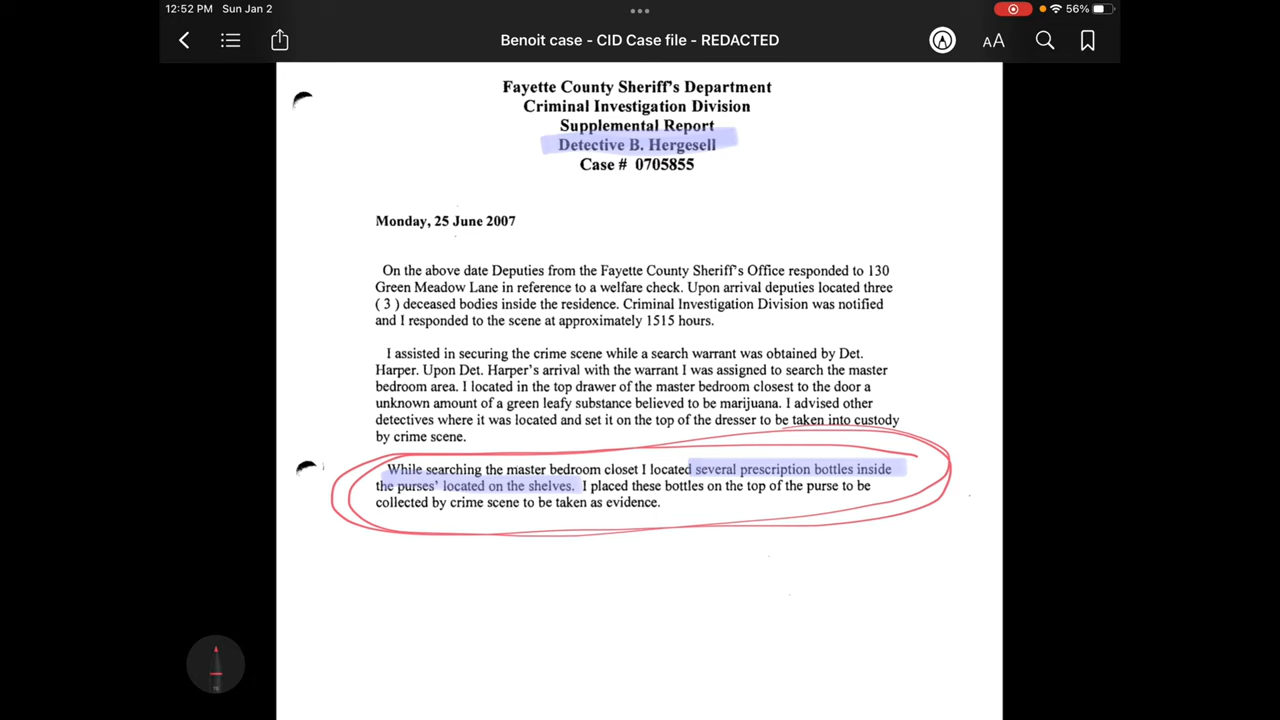 12:52 PM Sun Jan 2
56%
Benoit case - CID Case file - REDACTED
AA
Fayette County Sheriff's Department
Criminal Investigation Division
Supplemental Report
Detective B. Hergesell
Case # 0705855
Monday, 25 June 2007
On the above date Deputies from the Fayette County Sheriff's Office responded to 130
Green Meadow Lane in reference to a welfare check. Upon arrival deputies located three
( 3 ) deceased bodies inside the residence. Criminal Investigation Division was notified
and I responded to the scene at approximately 1515 hours.
I assisted in securing the crime scene while a search warrant was obtained by Det.
Harper. Upon Det. Harper's arrival with the warrant I was assigned to search the master
bedroom area. I located in the top drawer of the master bedroom closest to the door a
unknown amount of a green leafy substance believed to be marijuana. I advised other
detectives where it was located and set it on the top of the dresser to be taken into custody
by crime scene.
While searching the master bedroom closet I located several prescription bottles inside
the purses' located on the shelves. I placed these bottles on the top of the purse to be
collected by crime scene to be taken as evidence.